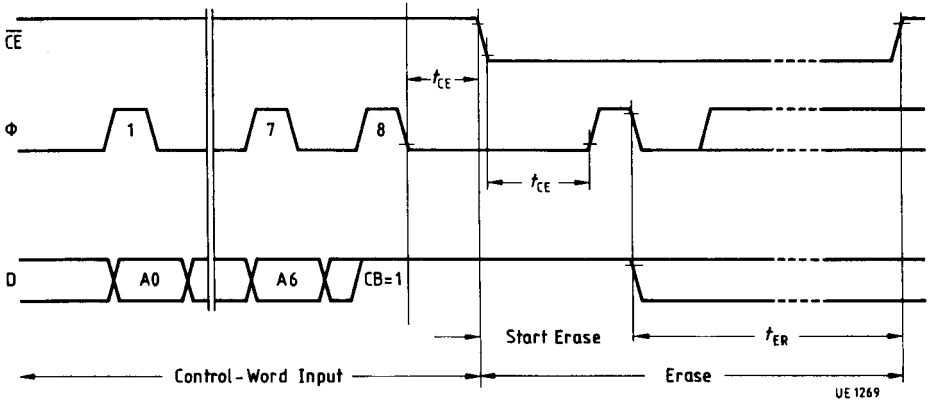 CE
t_CE
Φ 1 7 8
t_CE
D A0 A6 CB=1
Start Erase t_ER
Control-Word Input Erase
UE 1269